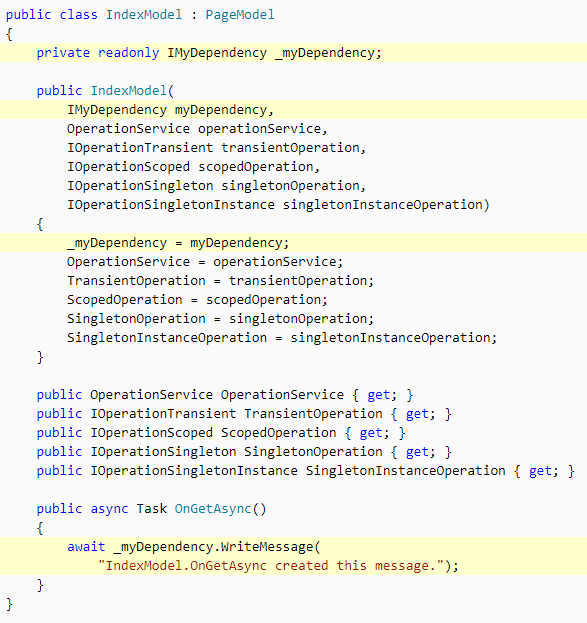 public class IndexModel : PageModel
{
    private readonly IMyDependency _myDependency;

    public IndexModel(
        IMyDependency myDependency,
        OperationService operationService,
        IOperationTransient transientOperation,
        IOperationScoped scopedOperation,
        IOperationSingleton singletonOperation,
        IOperationSingletonInstance singletonInstanceOperation)
    {
        _myDependency = myDependency;
        OperationService = operationService;
        TransientOperation = transientOperation;
        ScopedOperation = scopedOperation;
        SingletonOperation = singletonOperation;
        SingletonInstanceOperation = singletonInstanceOperation;
    }

    public OperationService OperationService { get; }
    public IOperationTransient TransientOperation { get; }
    public IOperationScoped ScopedOperation { get; }
    public IOperationSingleton SingletonOperation { get; }
    public IOperationSingletonInstance SingletonInstanceOperation { get; }

    public async Task OnGetAsync()
    {
        await _myDependency.WriteMessage(
            "IndexModel.OnGetAsync created this message.");
    }
}